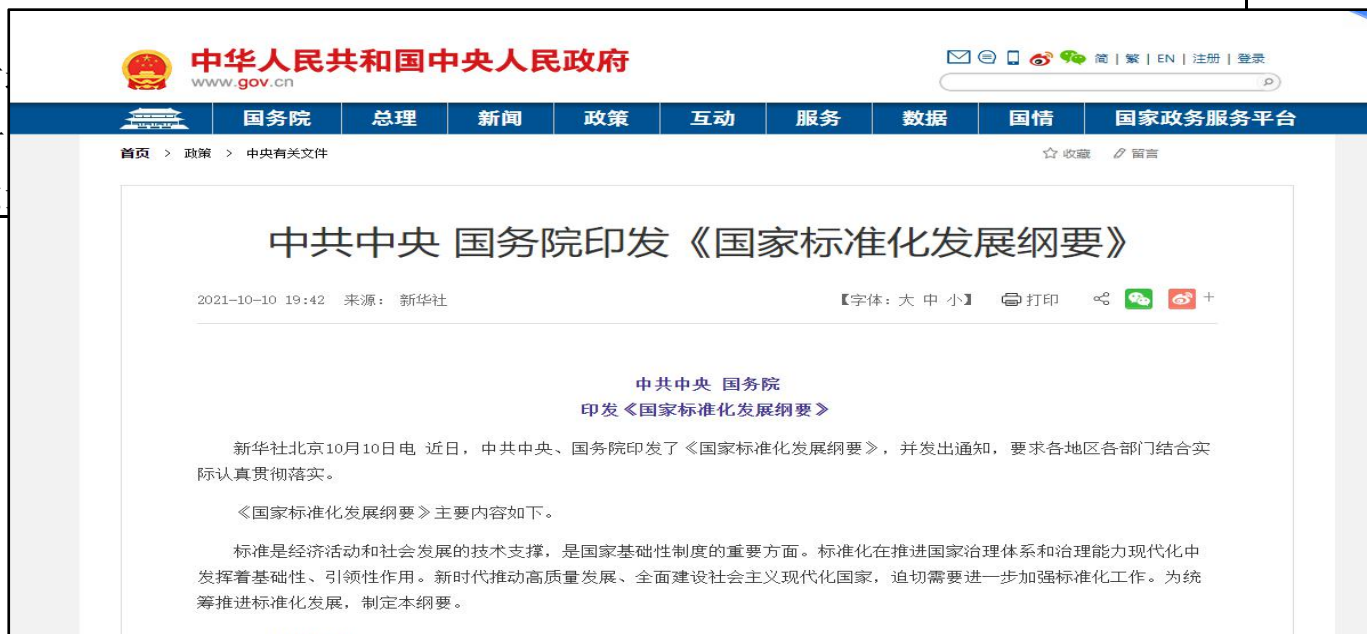 中华人民共和国中央人民政府
www.gov.cn
简 | 繁 | EN | 注册 | 登录
国务院 总理 新闻 政策 互动 服务 数据 国情 国家政务服务平台
首页 > 政策 > 中央有关文件
收藏 留言
中共中央 国务院印发《国家标准化发展纲要》
2021-10-10 19:42 来源: 新华社
【字体: 大 中 小】 打印 +
中共中央 国务院
印发《国家标准化发展纲要》
新华社北京10月10日电 近日，中共中央、国务院印发了《国家标准化发展纲要》，并发出通知，要求各地区各部门结合实
际认真贯彻落实。
《国家标准化发展纲要》主要内容如下。
标准是经济活动和社会发展的技术支撑，是国家基础性制度的重要方面。标准化在推进国家治理体系和治理能力现代化中
发挥着基础性、引领性作用。新时代推动高质量发展、全面建设社会主义现代化国家，迫切需要进一步加强标准化工作。为统
筹推进标准化发展，制定本纲要。